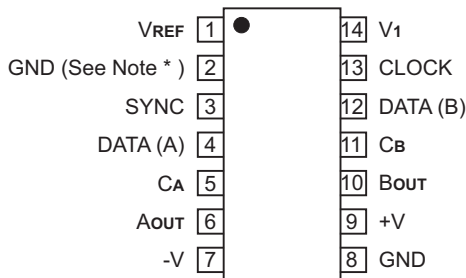 VREF 1 14 V1
GND (See Note * ) 2 13 CLOCK
SYNC 3 12 DATA (B)
DATA (A) 4 11 CB
CA 5 10 BOUT
AOUT 6 9 +V
-V 7 8 GND